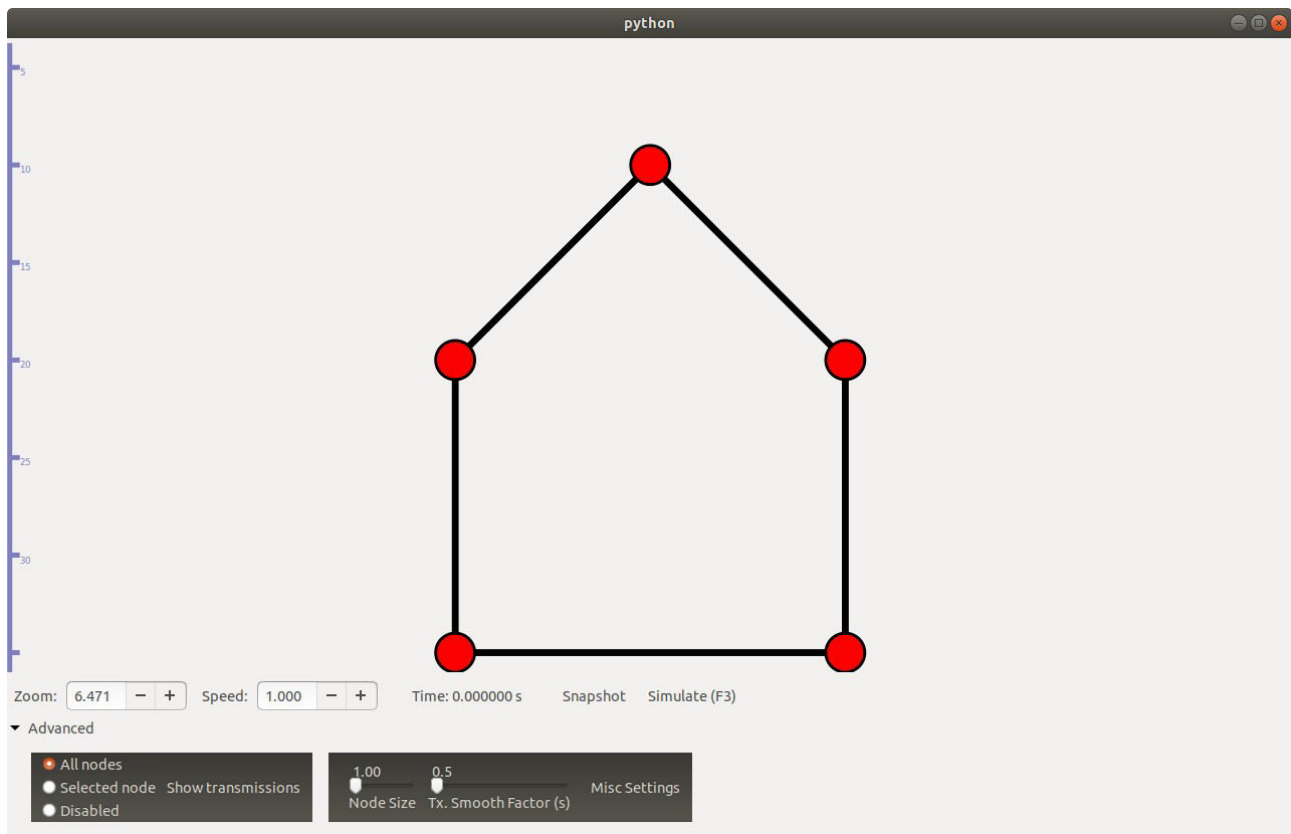 python
5
10
15
20
25
30
Zoom: 6.471 − + Speed: 1.000 − + Time: 0.000000 s Snapshot Simulate (F3)
Advanced
All nodes
Selected node Show transmissions
Disabled
1.00 0.5
Misc Settings
Node Size Tx. Smooth Factor (s)